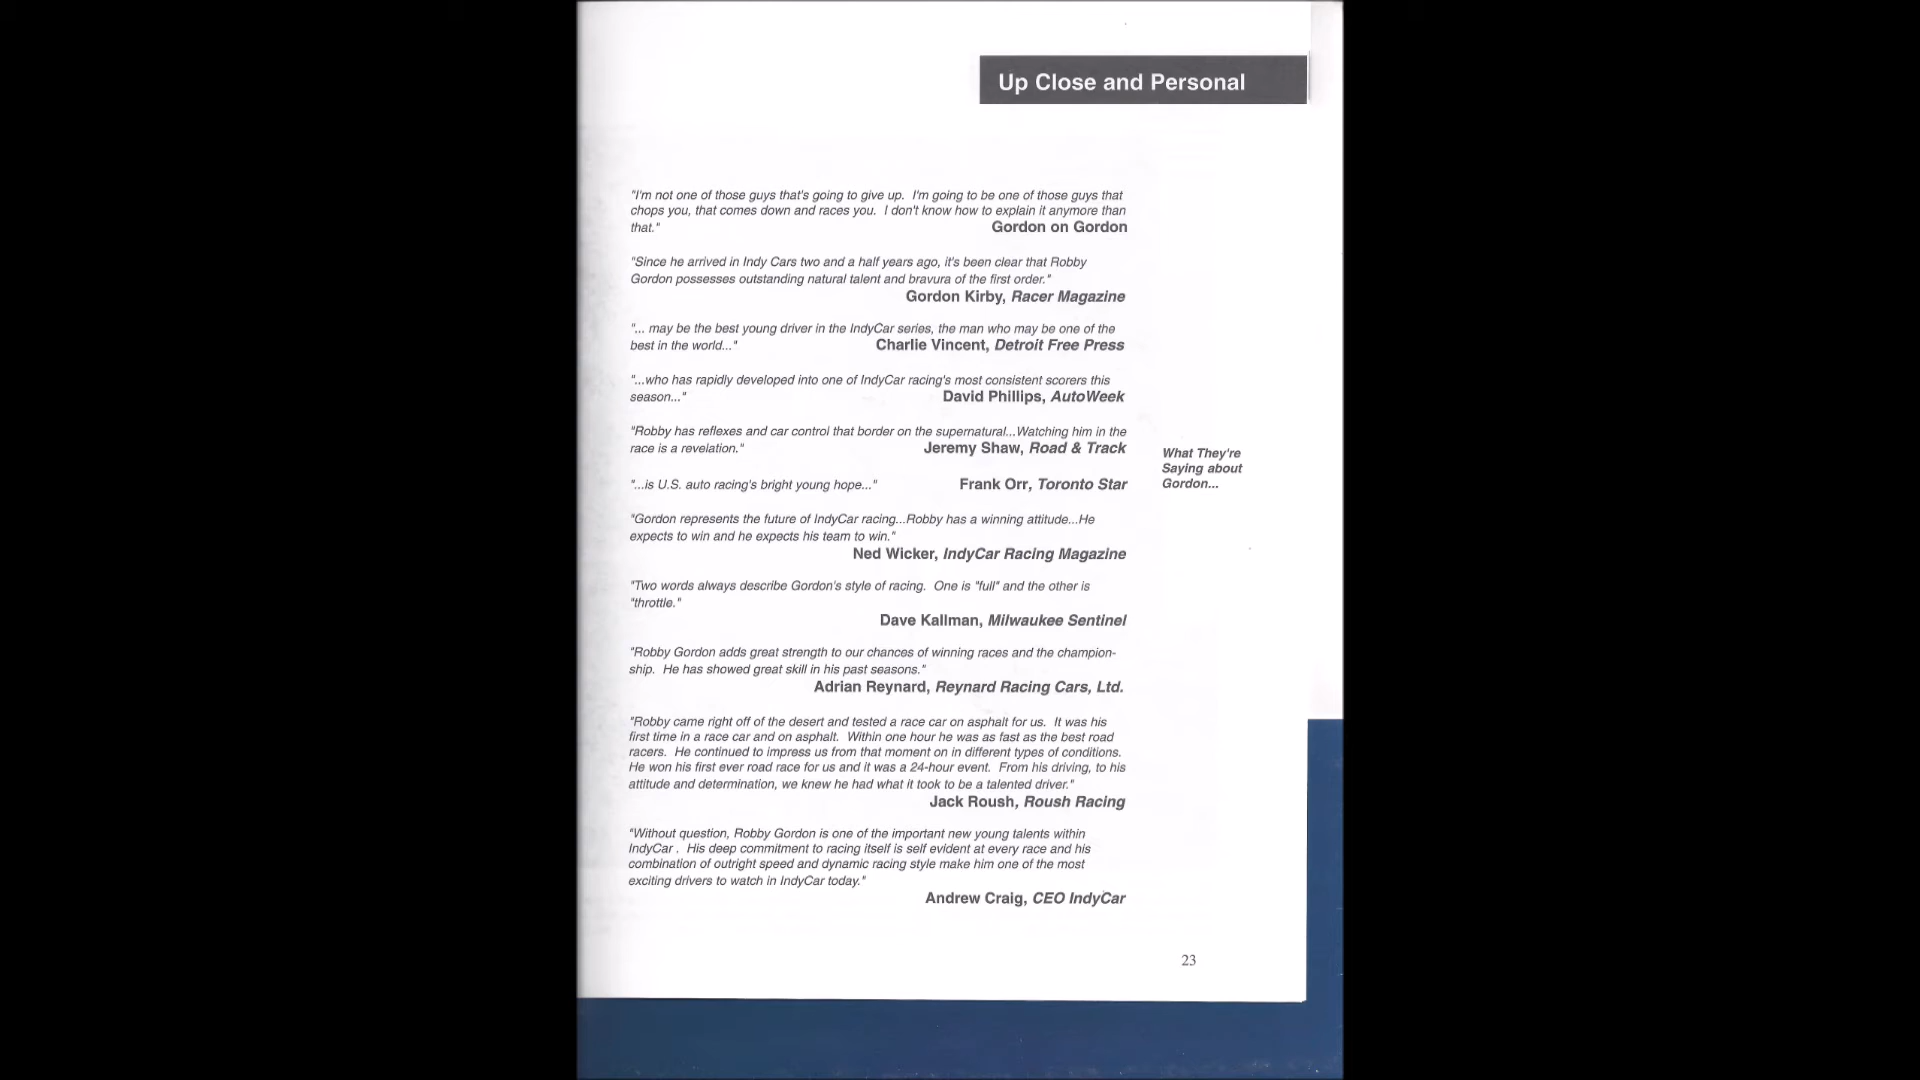 Up Close and Personal
"I'm not one of those guys that's going to give up.  I'm going to be one of those guys that
chops you, that comes down and races you.  I don't know how to explain it anymore than
that."
Gordon on Gordon
"Since he arrived in Indy Cars two and a half years ago, it's been clear that Robby
Gordon possesses outstanding natural talent and bravura of the first order."
Gordon Kirby, Racer Magazine
"... may be the best young driver in the IndyCar series, the man who may be one of the
best in the world..."
Charlie Vincent, Detroit Free Press
"...who has rapidly developed into one of IndyCar racing's most consistent scorers this
season..."
David Phillips, AutoWeek
"Robby has reflexes and car control that border on the supernatural...Watching him in the
race is a revelation."
Jeremy Shaw, Road & Track
"...is U.S. auto racing's bright young hope..."
Frank Orr, Toronto Star
What They're
Saying about
Gordon...
"Gordon represents the future of IndyCar racing...Robby has a winning attitude...He
expects to win and he expects his team to win."
Ned Wicker, IndyCar Racing Magazine
"Two words always describe Gordon's style of racing.  One is "full" and the other is
"throttle."
Dave Kallman, Milwaukee Sentinel
"Robby Gordon adds great strength to our chances of winning races and the champion-
ship.  He has showed great skill in his past seasons."
Adrian Reynard, Reynard Racing Cars, Ltd.
"Robby came right off of the desert and tested a race car on asphalt for us.  It was his
first time in a race car and on asphalt.  Within one hour he was as fast as the best road
racers.  He continued to impress us from that moment on in different types of conditions.
He won his first ever road race for us and it was a 24-hour event.  From his driving, to his
attitude and determination, we knew he had what it took to be a talented driver."
Jack Roush, Roush Racing
"Without question, Robby Gordon is one of the important new young talents within
IndyCar .  His deep commitment to racing itself is self evident at every race and his
combination of outright speed and dynamic racing style make him one of the most
exciting drivers to watch in IndyCar today."
Andrew Craig, CEO IndyCar
23